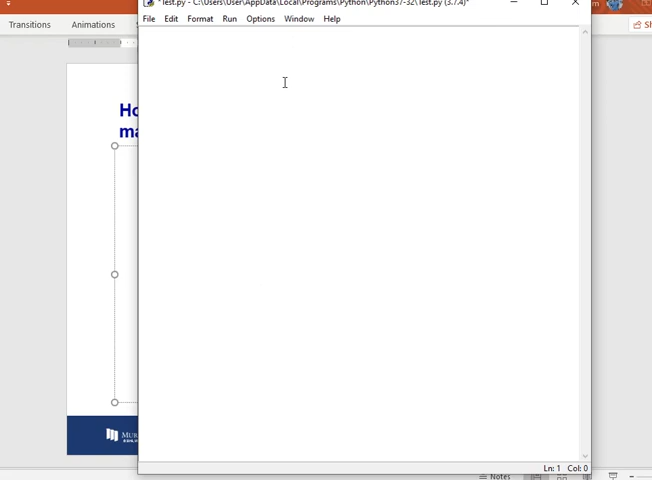 *Test.py - C:\Users\User\AppData\Local\Programs\Python\Python37-32\Test.py (3.7.4)*
File Edit Format Run Options Window Help
Transitions Animations
Ho
ma
Ln: 1 Col: 0
Notes